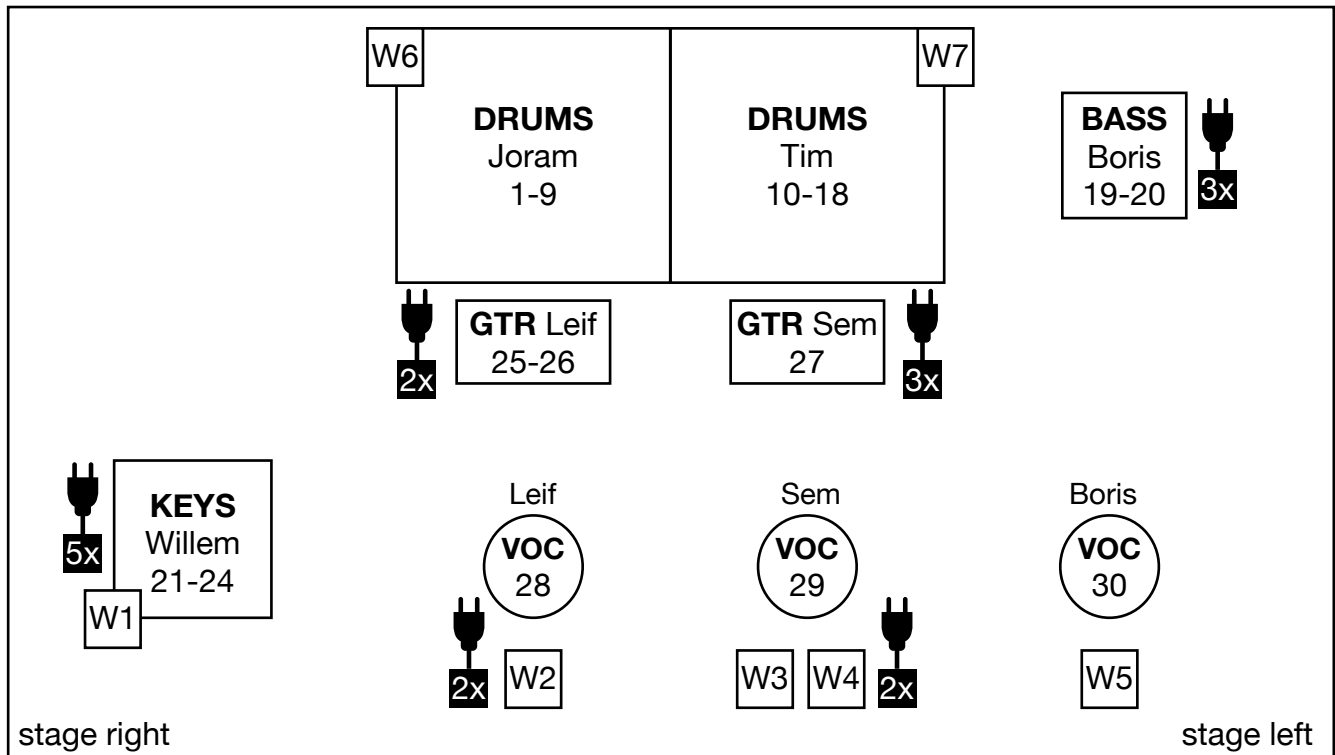 W6
W7
DRUMS
Joram
1-9
DRUMS
Tim
10-18
BASS
Boris
19-20
3x
GTR Leif
25-26
2x
GTR Sem
27
3x
KEYS
Willem
21-24
5x
W1
Leif
VOC
28
2x
W2
Sem
VOC
29
W3
W4
2x
Boris
VOC
30
W5
stage right
stage left